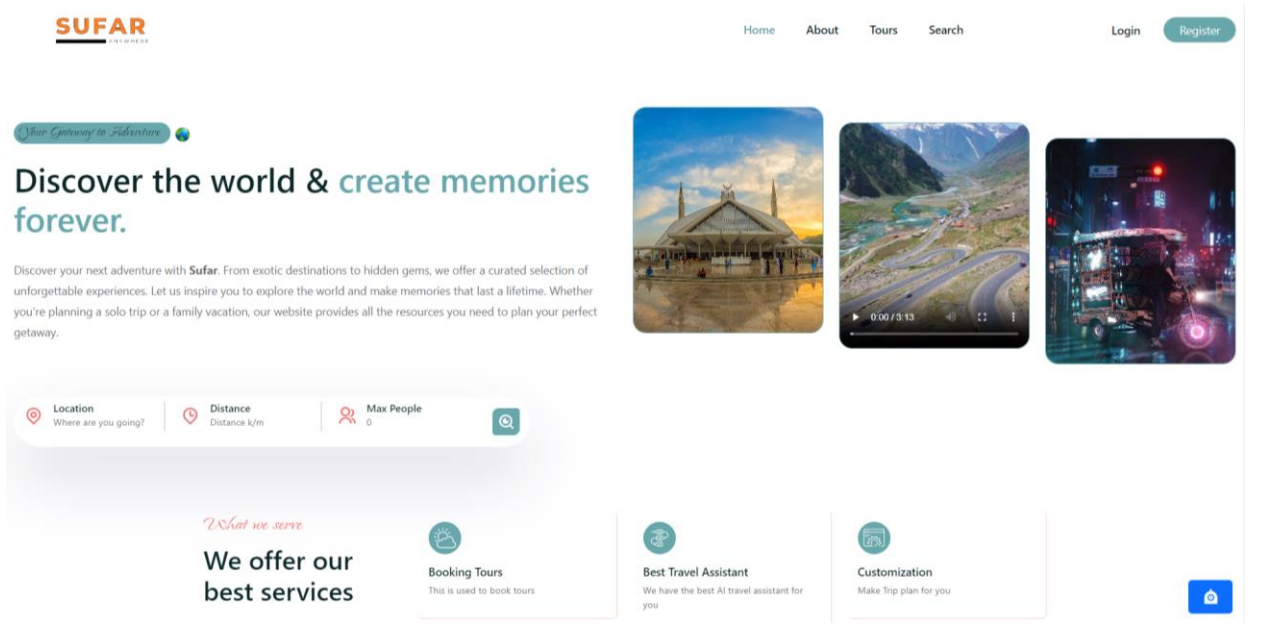 SUFAR
ANYWHERE
Home About Tours Search
Login Register
Your Gateway to Adventure
Discover the world & create memories
forever.
Discover your next adventure with Sufar. From exotic destinations to hidden gems, we offer a curated selection of
unforgettable experiences. Let us inspire you to explore the world and make memories that last a lifetime. Whether
you're planning a solo trip or a family vacation, our website provides all the resources you need to plan your perfect
getaway.
0:00 / 3:13
Location
Where are you going?
Distance
Distance k/m
Max People
0
What we serve
We offer our
best services
Booking Tours
This is used to book tours
Best Travel Assistant
We have the best AI travel assistant for
you
Customization
Make Trip plan for you